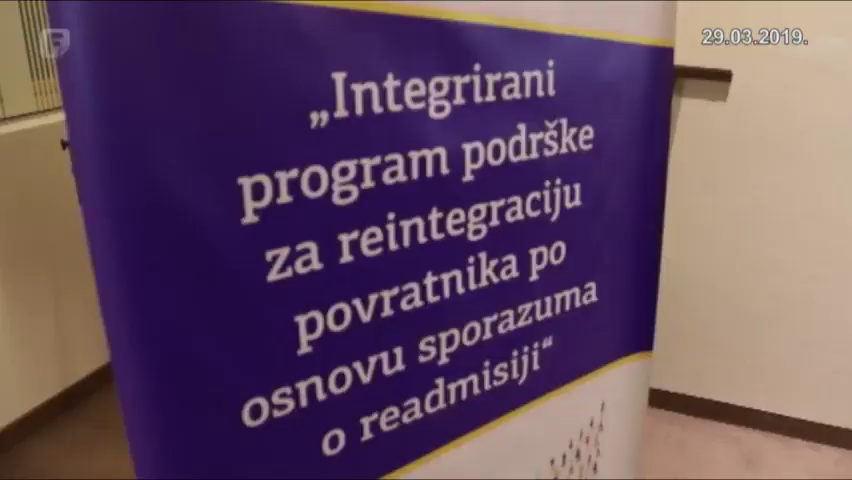 29.03.2019.
„Integrirani
program podrške
za reintegraciju
povratnika po
osnovu sporazuma
o readmisiji“